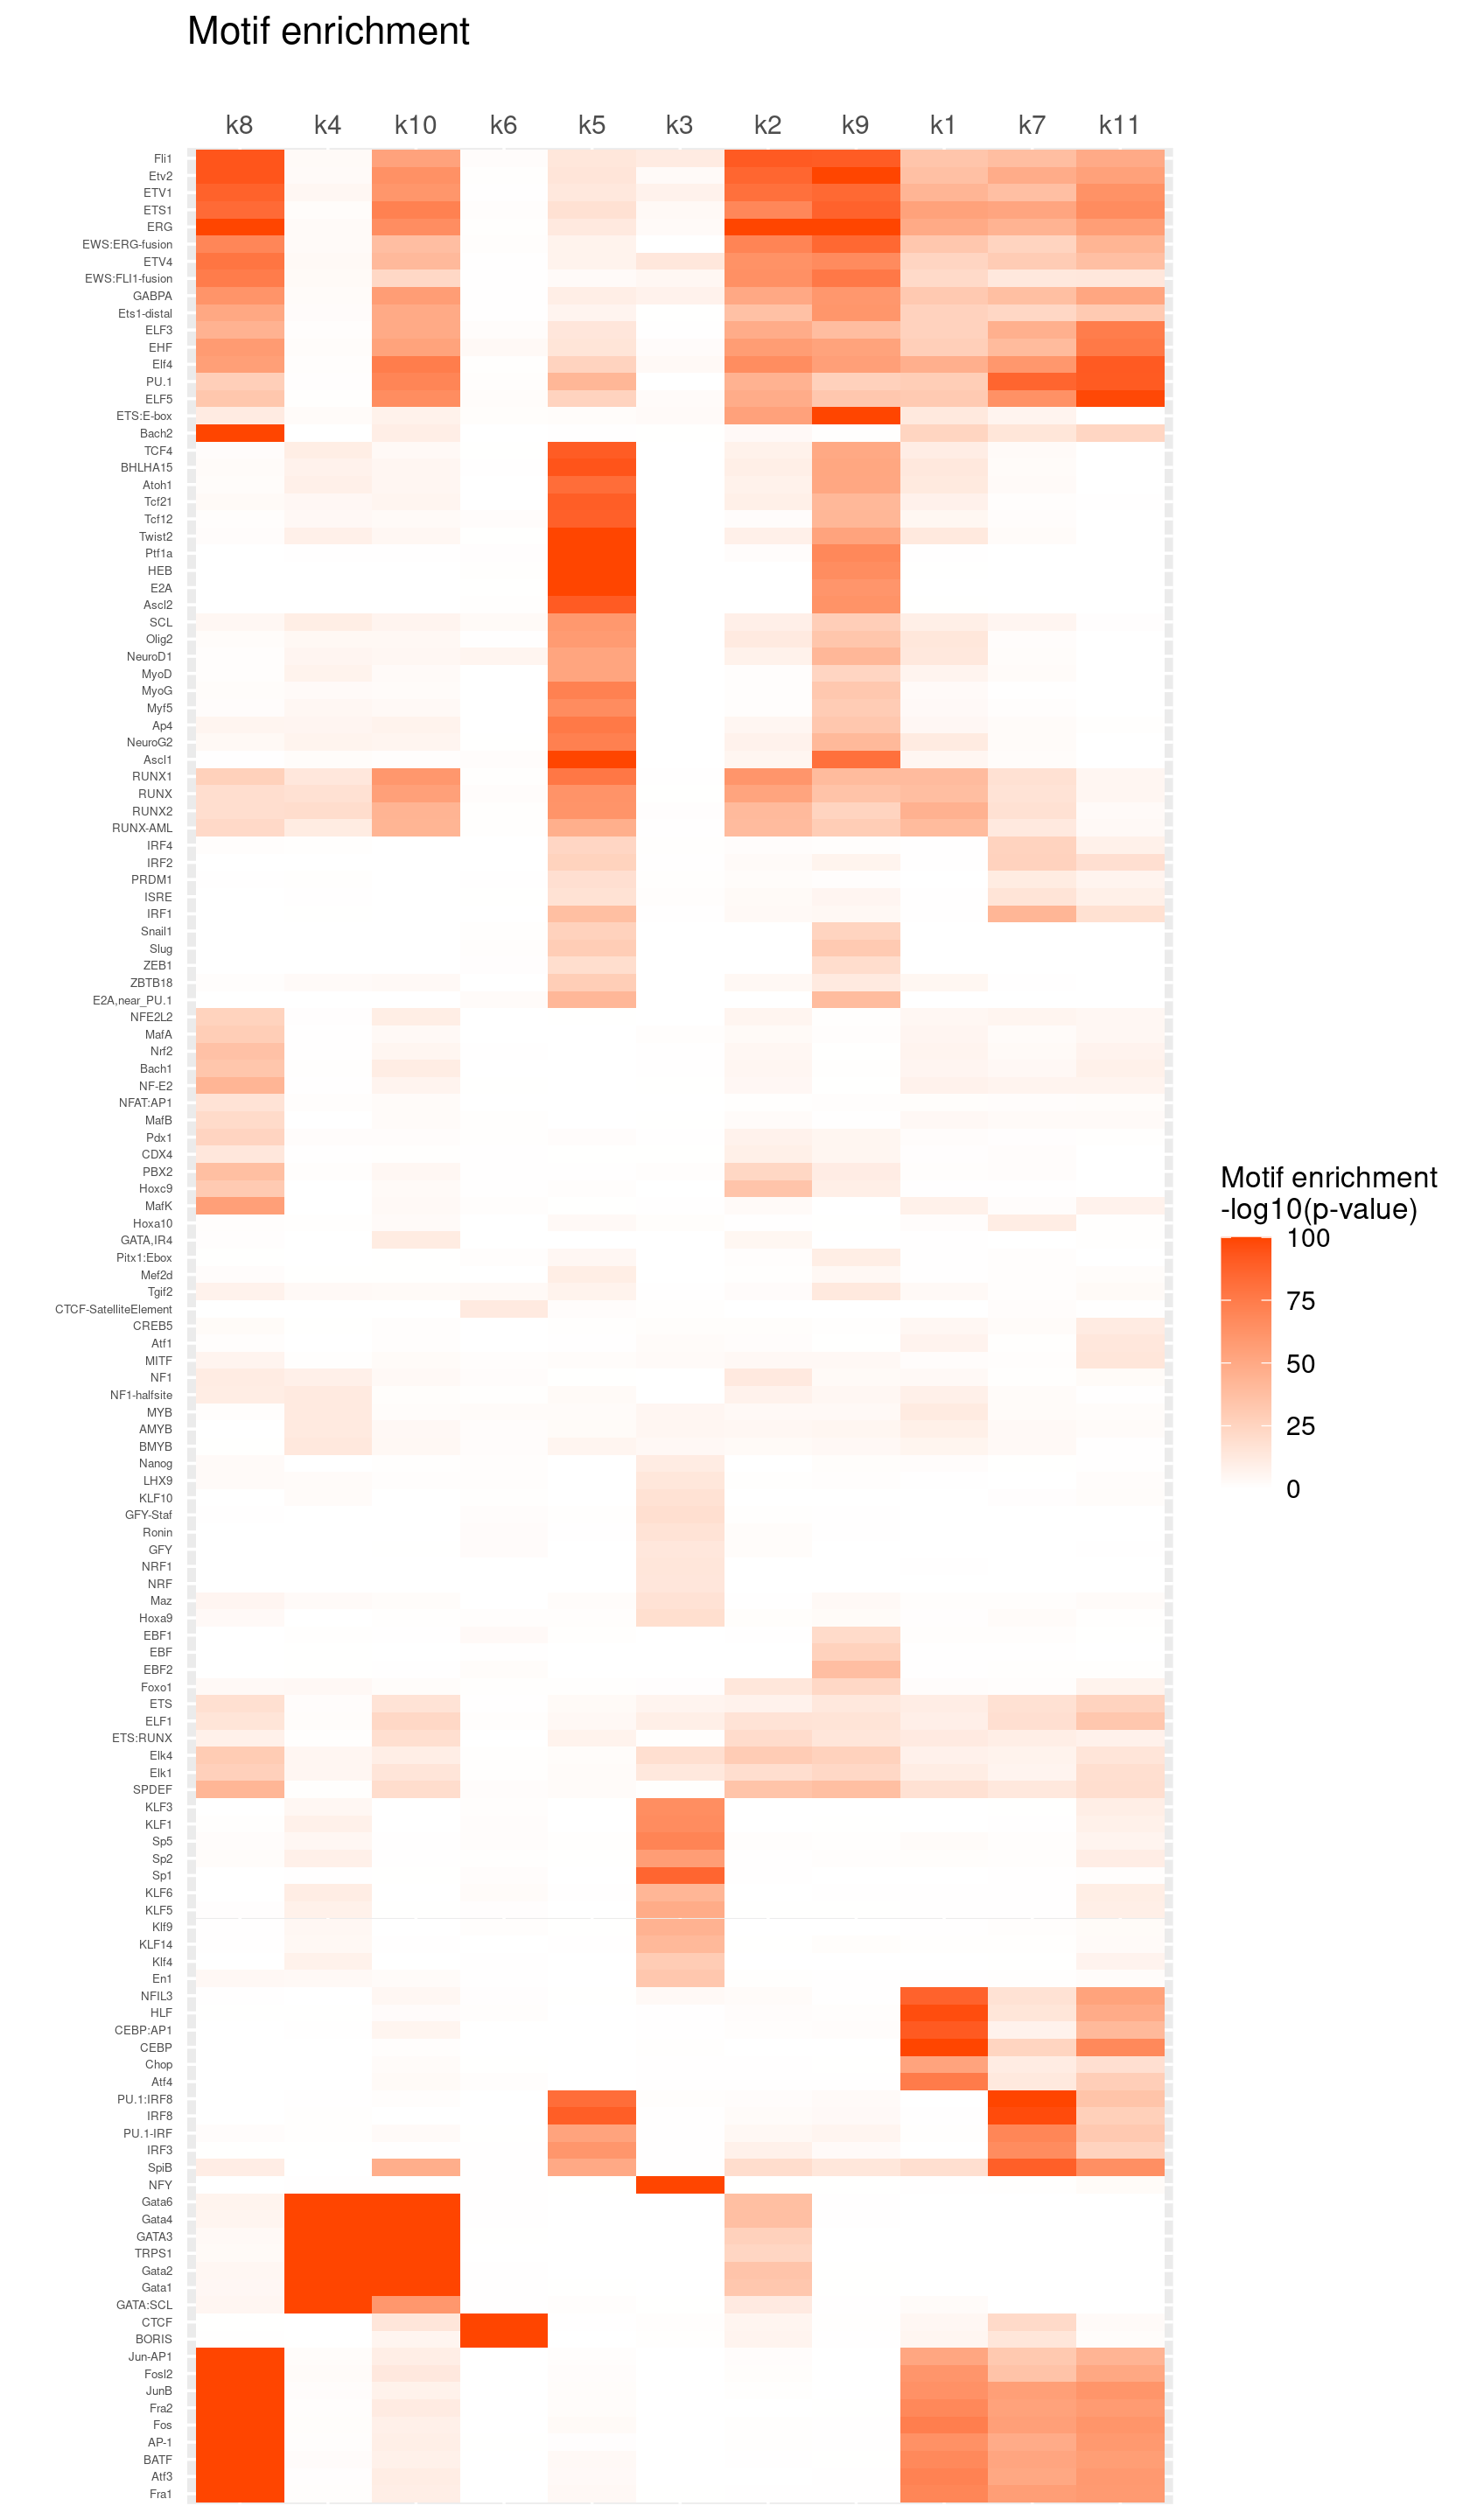 Motif enrichment
k8 k4 k10 k6 k5 k3 k2 k9 k1 k7 k11
Fli1
Etv2
ETV1
ETS1
ERG
EWS:ERG-fusion
ETV4
EWS:FLI1-fusion
GABPA
Ets1-distal
ELF3
EHF
Elf4
PU.1
ELF5
ETS:E-box
Bach2
TCF4
BHLHA15
Atoh1
Tcf21
Tcf12
Twist2
Ptf1a
HEB
E2A
Ascl2
SCL
Olig2
NeuroD1
MyoD
MyoG
Myf5
Ap4
NeuroG2
Ascl1
RUNX1
RUNX
RUNX2
RUNX-AML
IRF4
IRF2
PRDM1
ISRE
IRF1
Snail1
Slug
ZEB1
ZBTB18
E2A,near_PU.1
NFE2L2
MafA
Nrf2
Bach1
NF-E2
NFAT:AP1
MafB
Pdx1
CDX4
PBX2
Hoxc9
MafK
Hoxa10
GATA,IR4
Pitx1:Ebox
Mef2d
Tgif2
CTCF-SatelliteElement
CREB5
Atf1
MITF
NF1
NF1-halfsite
MYB
AMYB
BMYB
Nanog
LHX9
KLF10
GFY-Staf
Ronin
GFY
NRF1
NRF
Maz
Hoxa9
EBF1
EBF
EBF2
Foxo1
ETS
ELF1
ETS:RUNX
Elk4
Elk1
SPDEF
KLF3
KLF1
Sp5
Sp2
Sp1
KLF6
KLF5
Klf9
KLF14
Klf4
En1
NFIL3
HLF
CEBP:AP1
CEBP
Chop
Atf4
PU.1:IRF8
IRF8
PU.1-IRF
IRF3
SpiB
NFY
Gata6
Gata4
GATA3
TRPS1
Gata2
Gata1
GATA:SCL
CTCF
BORIS
Jun-AP1
Fosl2
JunB
Fra2
Fos
AP-1
BATF
Atf3
Fra1
Motif enrichment
-log10(p-value)
100
75
50
25
0